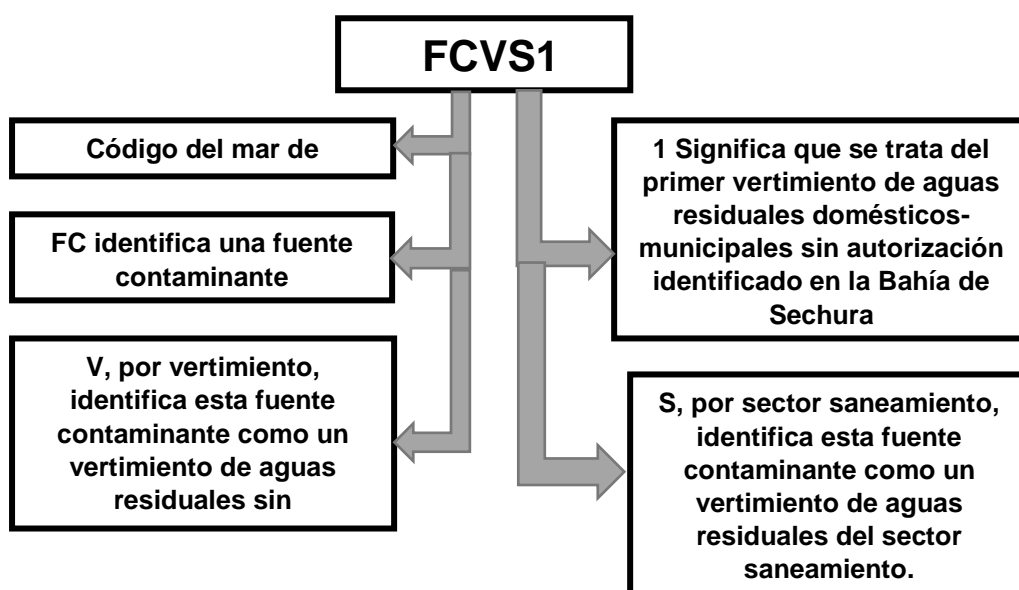 FCVS1
Código del mar de
FC identifica una fuente
contaminante
V, por vertimiento,
identifica esta fuente
contaminante como un
vertimiento de aguas
residuales sin
1 Significa que se trata del
primer vertimiento de aguas
residuales domésticos-
municipales sin autorización
identificado en la Bahía de
Sechura
S, por sector saneamiento,
identifica esta fuente
contaminante como un
vertimiento de aguas
residuales del sector
saneamiento.